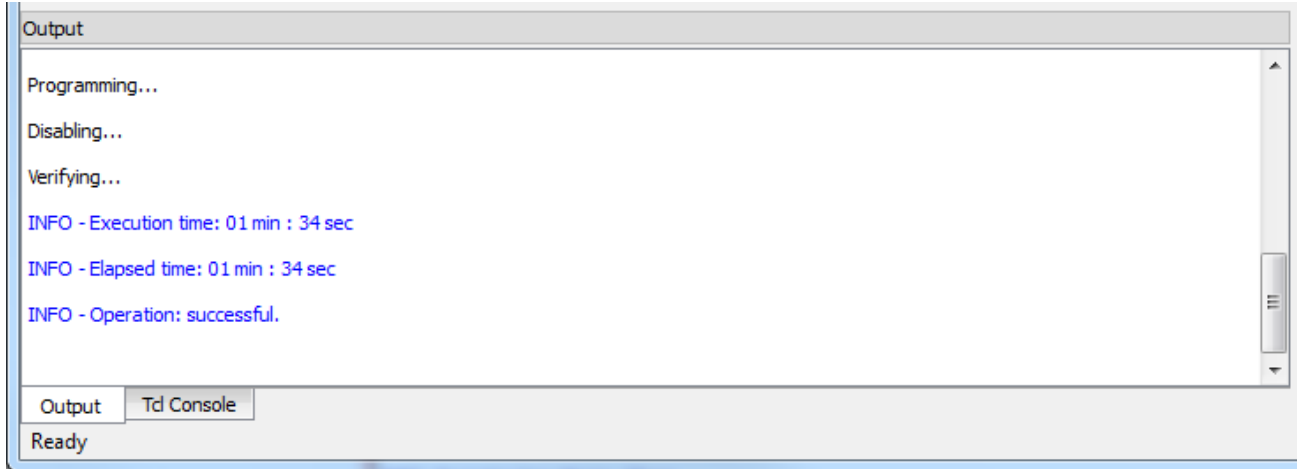 Output
Programming...
Disabling...
Verifying...
INFO - Execution time: 01 min : 34 sec
INFO - Elapsed time: 01 min : 34 sec
INFO - Operation: successful.
Output Tcl Console
Ready